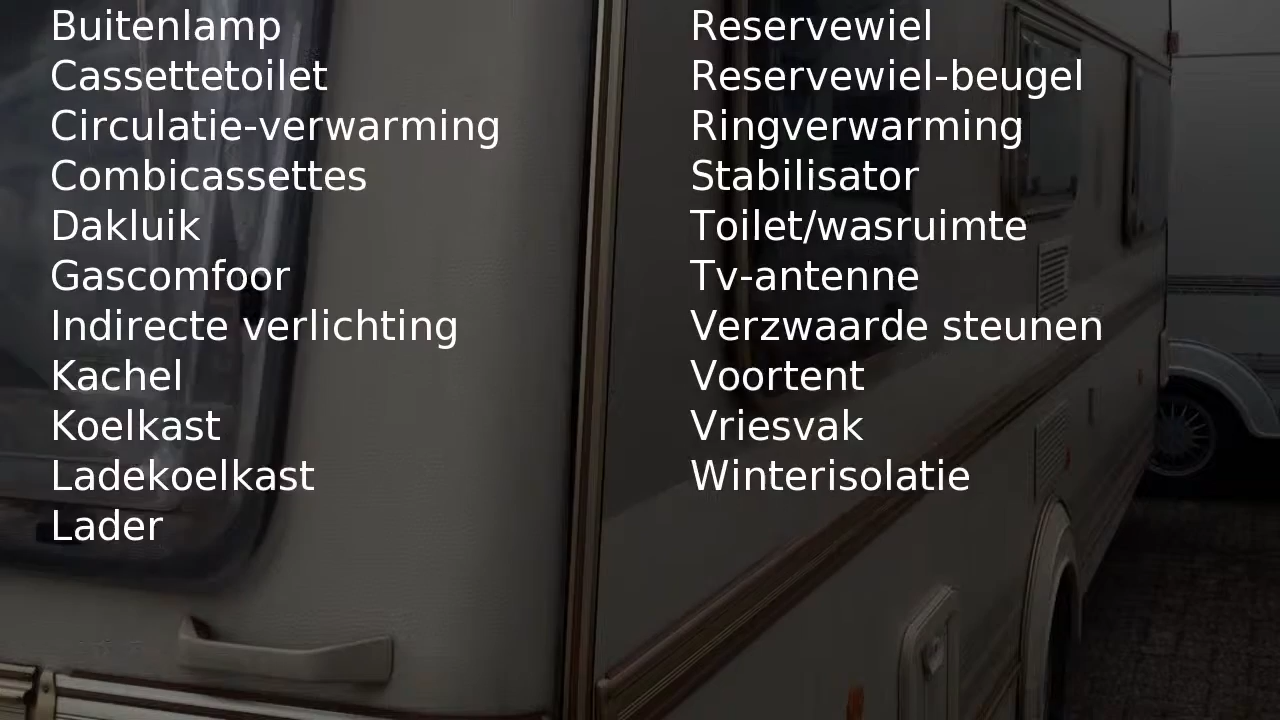 Buitenlamp
Cassettetoilet
Circulatie-verwarming
Combicassettes
Dakluik
Gascomfoor
Indirecte verlichting
Kachel
Koelkast
Ladekoelkast
Lader
Reservewiel
Reservewiel-beugel
Ringverwarming
Stabilisator
Toilet/wasruimte
Tv-antenne
Verzwaarde steunen
Voortent
Vriesvak
Winterisolatie